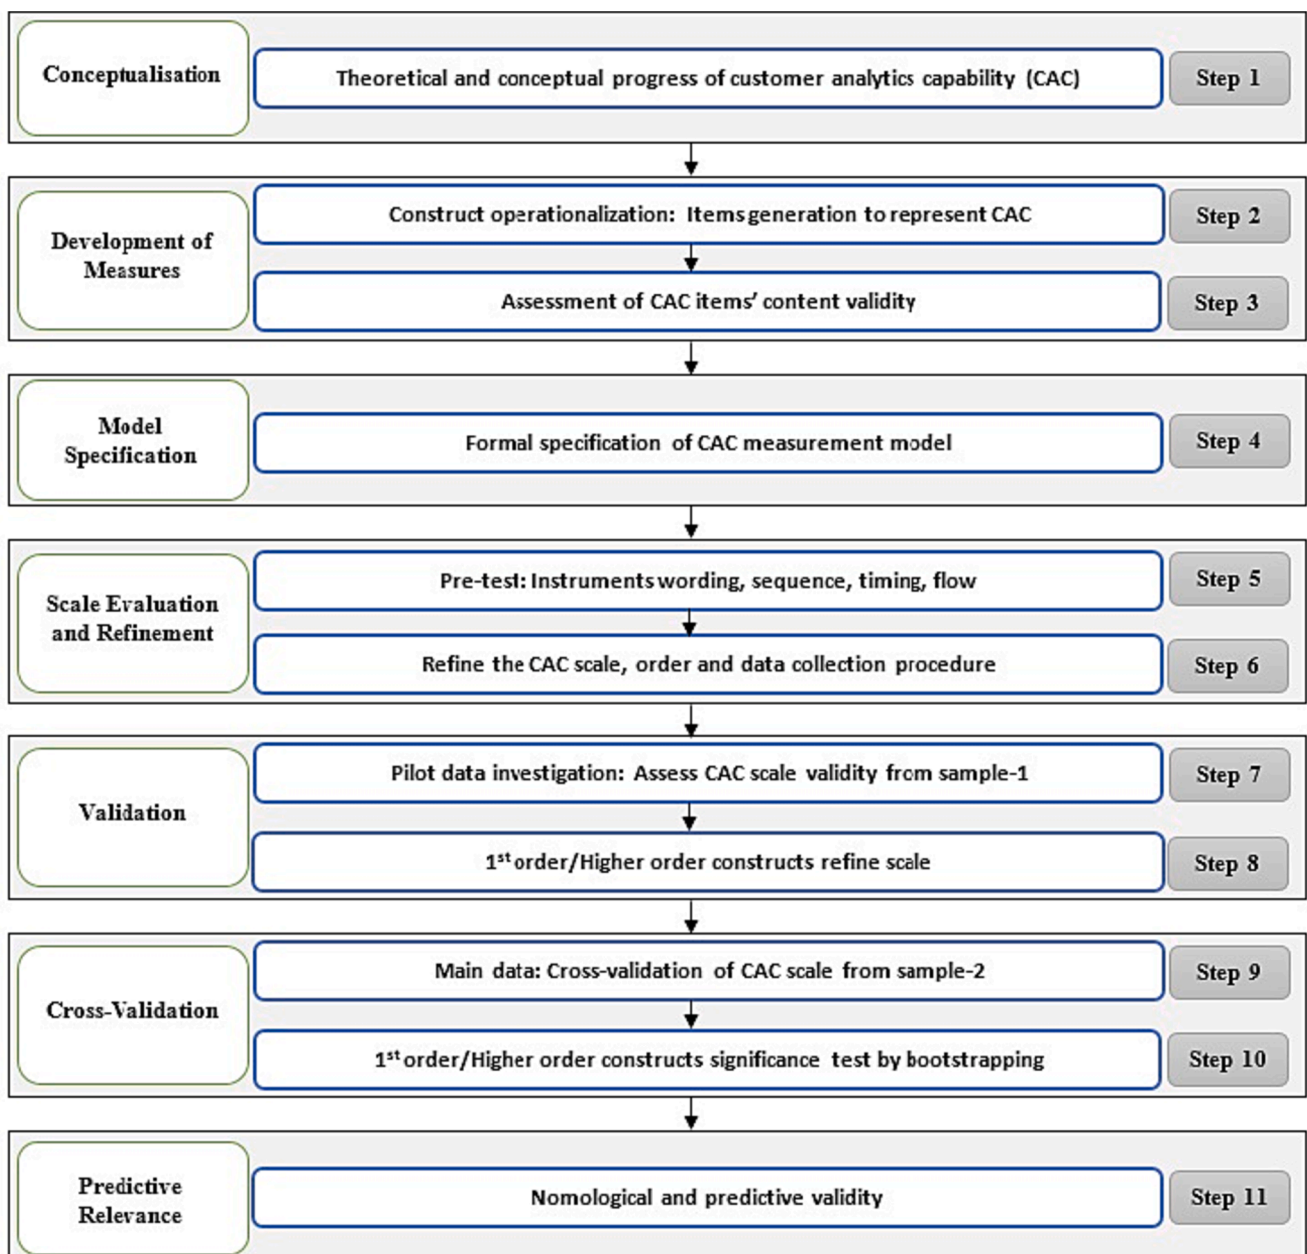 Conceptualisation
Theoretical and conceptual progress of customer analytics capability (CAC)
Step 1
Development of
Measures
Construct operationalization: Items generation to represent CAC
Step 2
Assessment of CAC items' content validity
Step 3
Model
Specification
Formal specification of CAC measurement model
Step 4
Scale Evaluation
and Refinement
Pre-test: Instruments wording, sequence, timing, flow
Step 5
Refine the CAC scale, order and data collection procedure
Step 6
Validation
Pilot data investigation: Assess CAC scale validity from sample-1
Step 7
1st order/Higher order constructs refine scale
Step 8
Cross-Validation
Main data: Cross-validation of CAC scale from sample-2
Step 9
1st order/Higher order constructs significance test by bootstrapping
Step 10
Predictive
Relevance
Nomological and predictive validity
Step 11